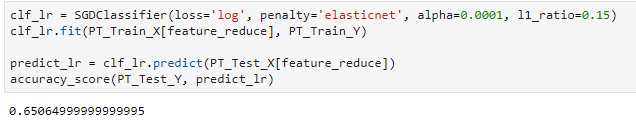 clf_lr = SGDClassifier(loss='log', penalty='elasticnet', alpha=0.0001, l1_ratio=0.15)
clf_lr.fit(PT_Train_X[feature_reduce], PT_Train_Y)
predict_lr = clf_lr.predict(PT_Test_X[feature_reduce])
accuracy_score(PT_Test_Y, predict_lr)
0.65064999999999995